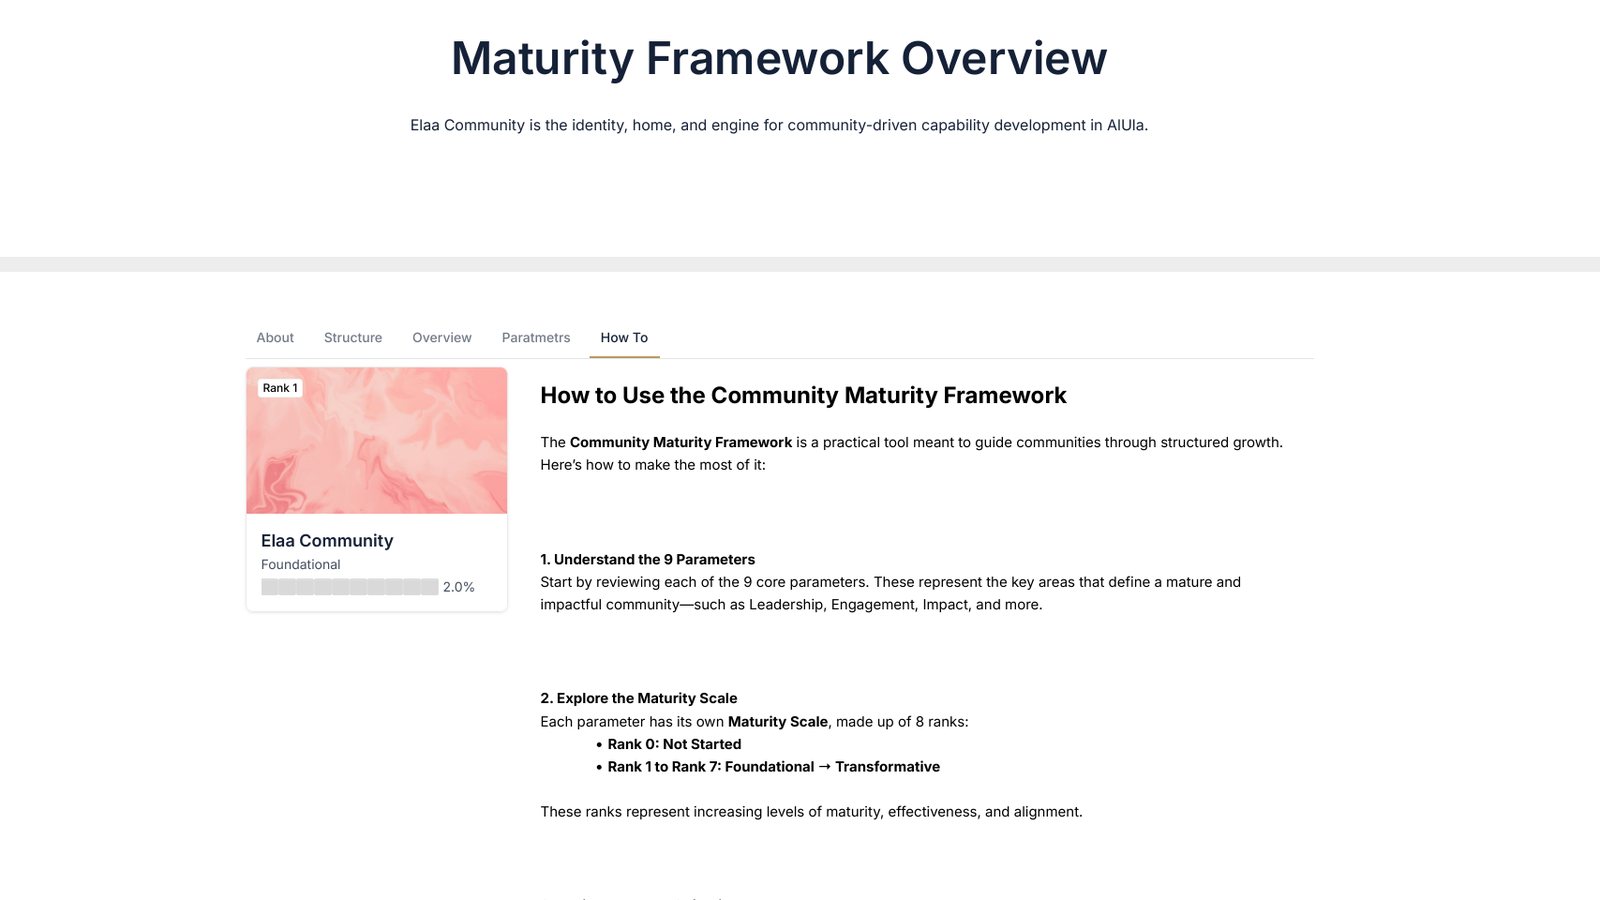 Maturity Framework Overview
Elaa Community is the identity, home, and engine for community-driven capability development in AlUla.
About
Structure
Overview
Paratmetrs
How To
Rank 1
Elaa Community
Foundational
2.0%
How to Use the Community Maturity Framework
The Community Maturity Framework is a practical tool meant to guide communities through structured growth.
Here’s how to make the most of it:
1. Understand the 9 Parameters
Start by reviewing each of the 9 core parameters. These represent the key areas that define a mature and
impactful community—such as Leadership, Engagement, Impact, and more.
2. Explore the Maturity Scale
Each parameter has its own Maturity Scale, made up of 8 ranks:
• Rank 0: Not Started
• Rank 1 to Rank 7: Foundational → Transformative
These ranks represent increasing levels of maturity, effectiveness, and alignment.